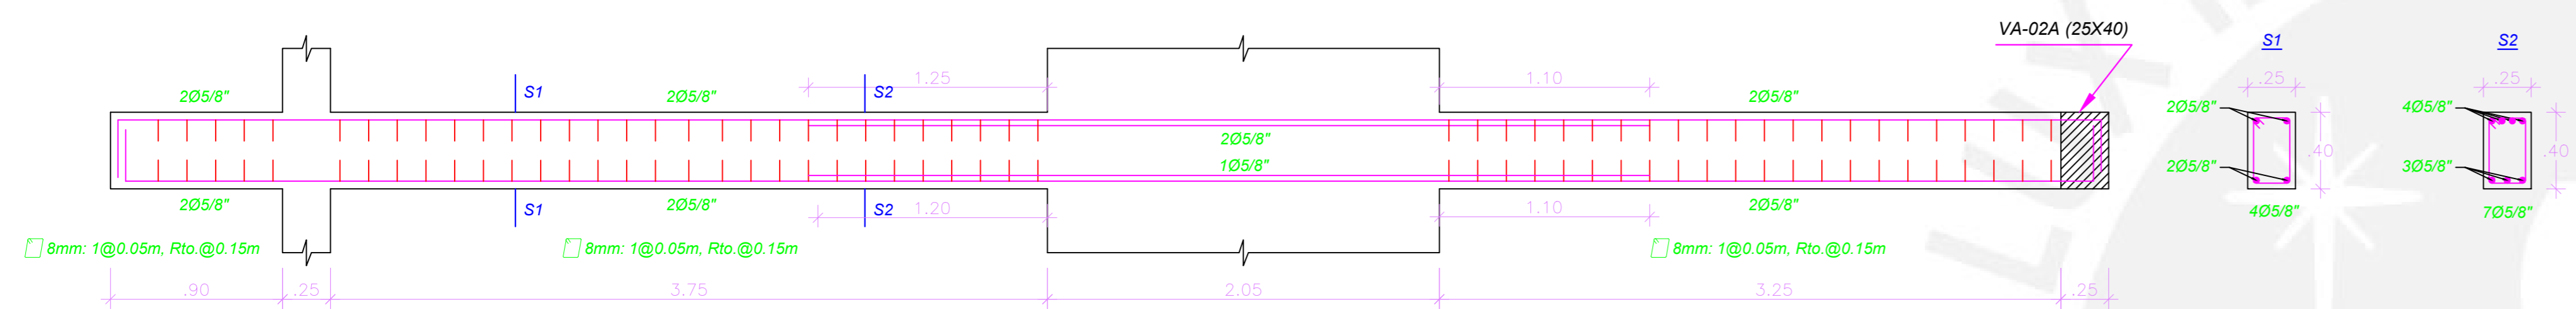 VA-02A (25X40)
S1
S2
2Ø5/8"
S1
2Ø5/8"
1.25
S2
1.10
2Ø5/8"
.25
.25
2Ø5/8"
4Ø5/8"
2Ø5/8"
1Ø5/8"
.40
.40
2Ø5/8"
3Ø5/8"
2Ø5/8"
S1
2Ø5/8"
S2
1.20
1.10
2Ø5/8"
4Ø5/8"
7Ø5/8"
8mm: 1@0.05m, Rto.@0.15m
8mm: 1@0.05m, Rto.@0.15m
8mm: 1@0.05m, Rto.@0.15m
.90
.25
3.75
2.05
3.25
.25